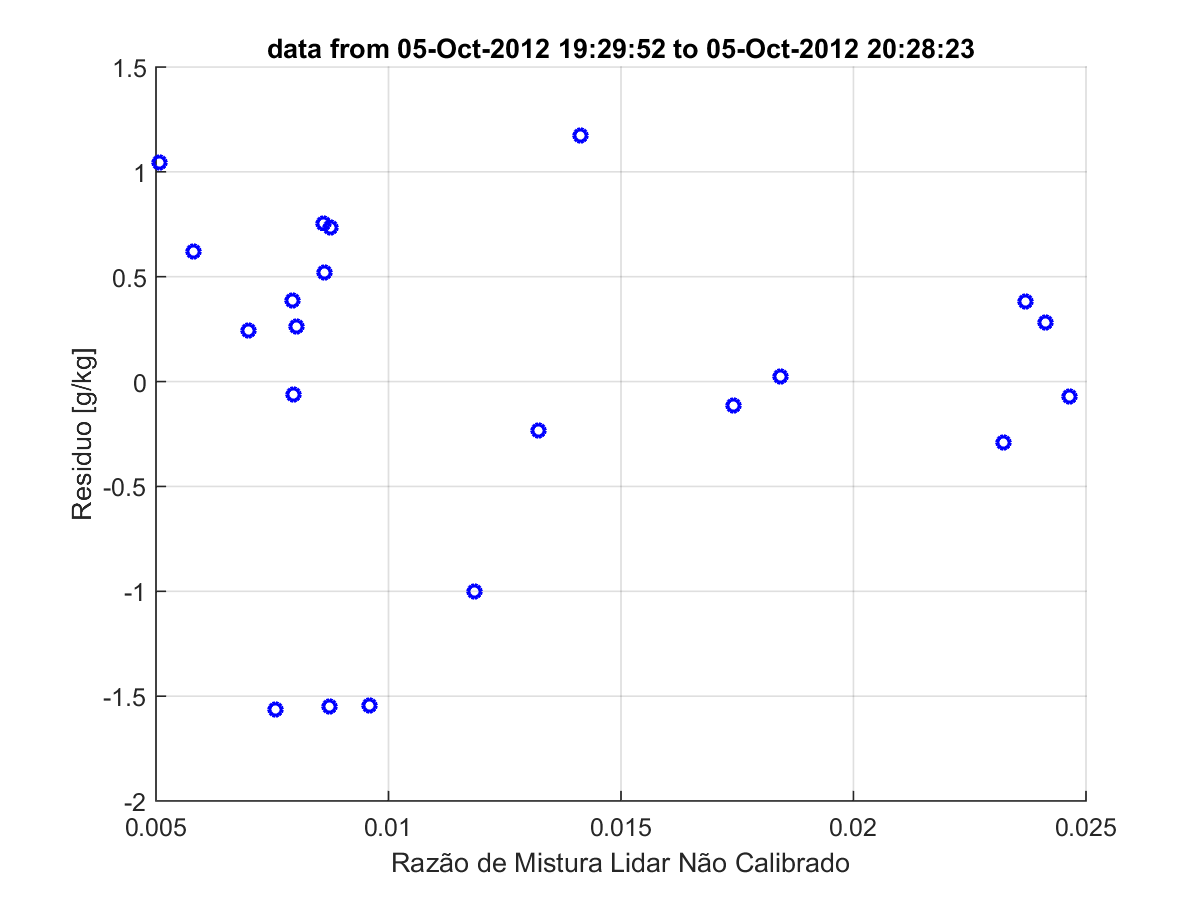 data from 05-Oct-2012 19:29:52 to 05-Oct-2012 20:28:23
1.5
1
0.5
0
-0.5
-1
-1.5
-2
Residuo [g/kg]
0.005 0.01 0.015 0.02 0.025
Razão de Mistura Lidar Não Calibrado